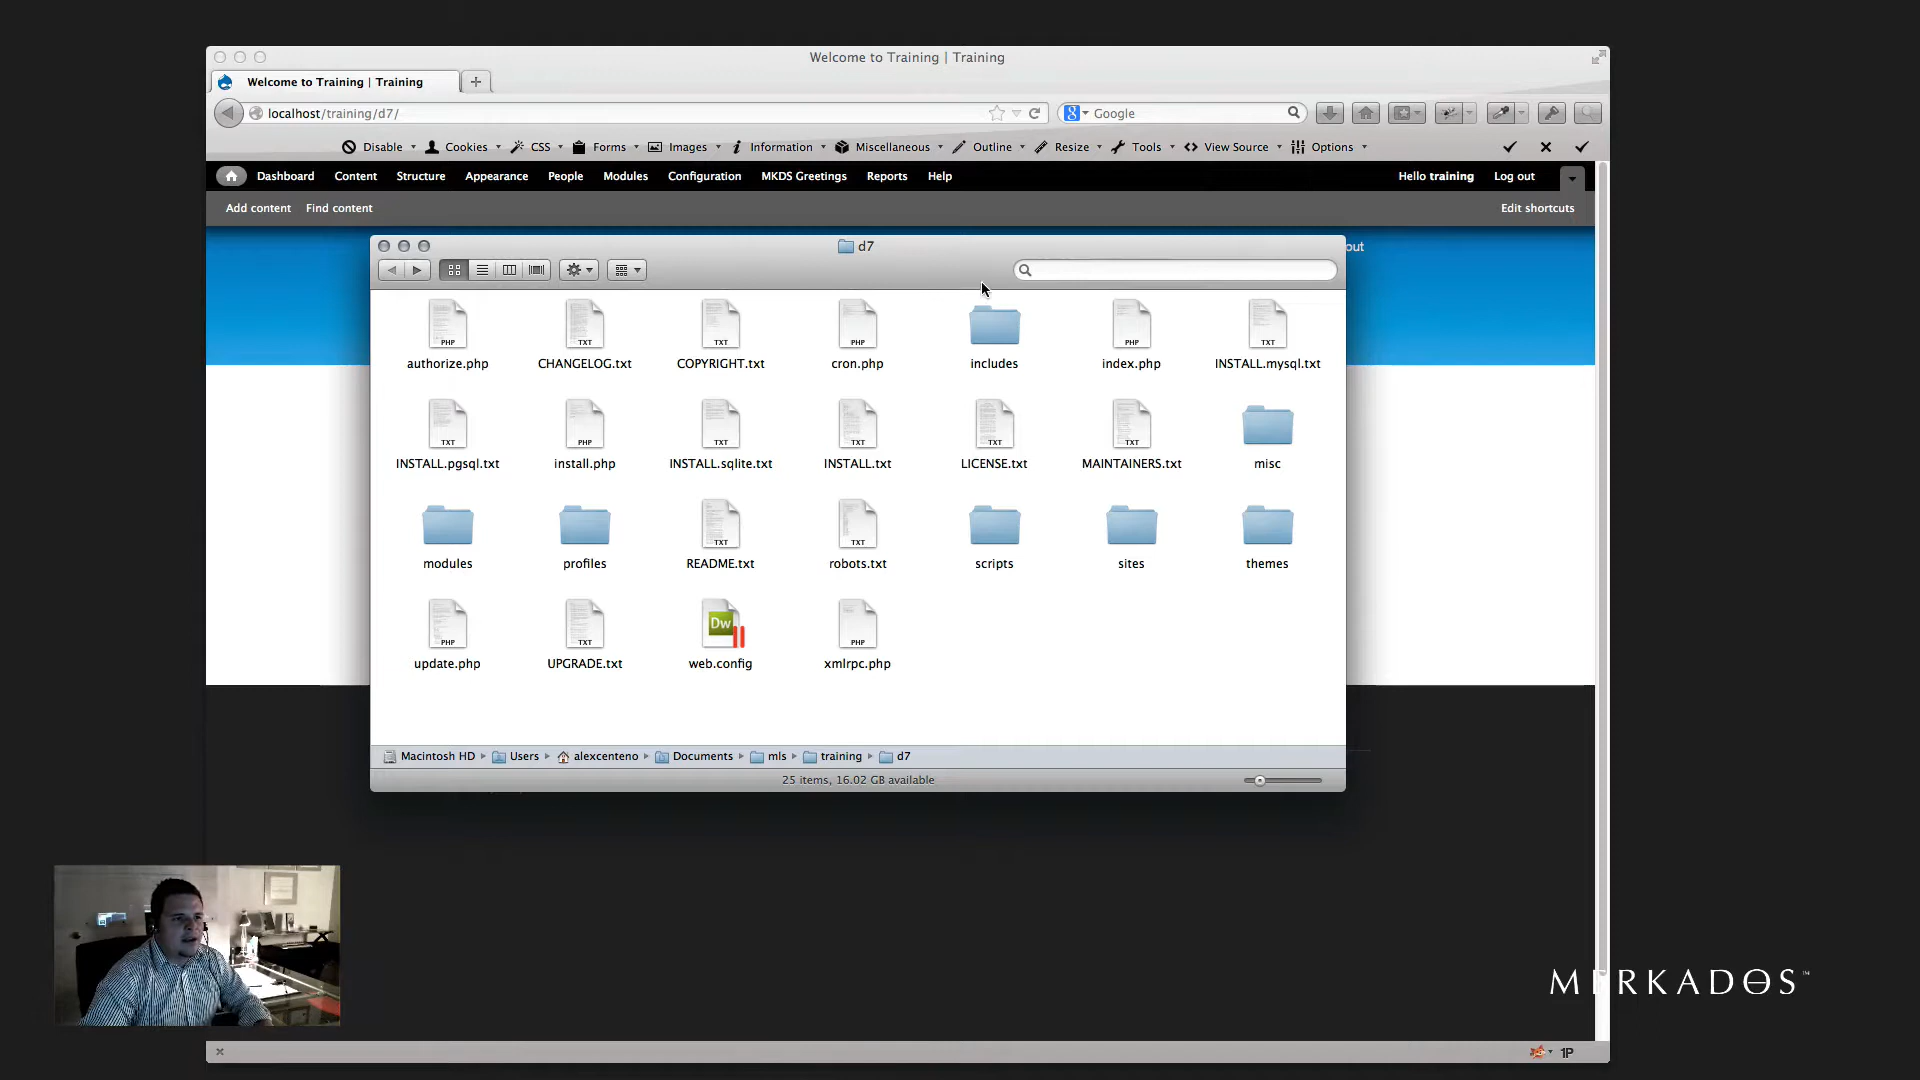 Welcome to Training | Training
Welcome to Training | Training
localhost/training/d7/
Google
Disable Cookies CSS Forms Images Information Miscellaneous Outline Resize Tools View Source Options
Dashboard Content Structure Appearance People Modules Configuration MKDS Greetings Reports Help Hello training Log out
Add content Find content Edit shortcuts
out
d7
authorize.php CHANGELOG.txt COPYRIGHT.txt cron.php includes index.php INSTALL.mysql.txt
INSTALL.pgsql.txt install.php INSTALL.sqlite.txt INSTALL.txt LICENSE.txt MAINTAINERS.txt misc
modules profiles README.txt robots.txt scripts sites themes
update.php UPGRADE.txt web.config xmlrpc.php
Macintosh HD Users alexcenteno Documents mls training d7
25 items, 16.02 GB available
MERKADOS™
1P